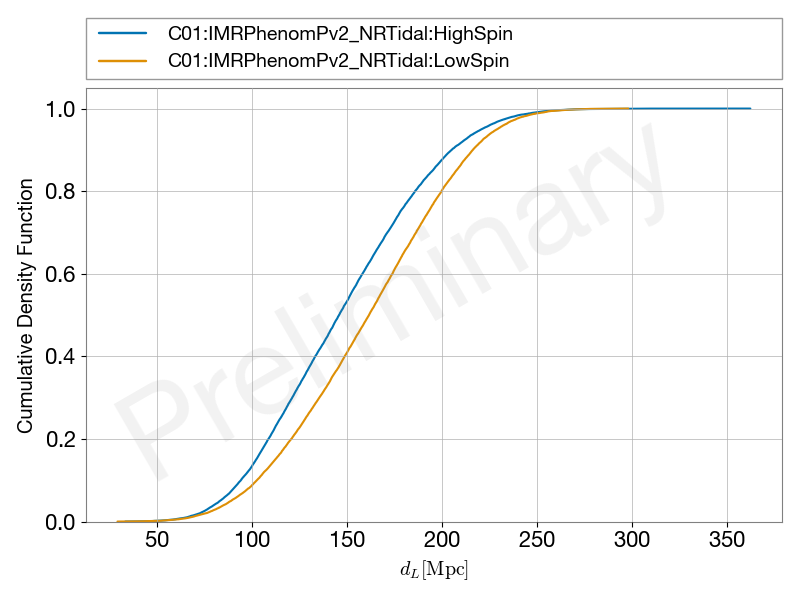 C01:IMRPhenomPv2_NRTidal:HighSpin
C01:IMRPhenomPv2_NRTidal:LowSpin
1.0
0.8
0.6
0.4
0.2
0.0
Cumulative Density Function
Preliminary
50 100 150 200 250 300 350
d_L[Mpc]